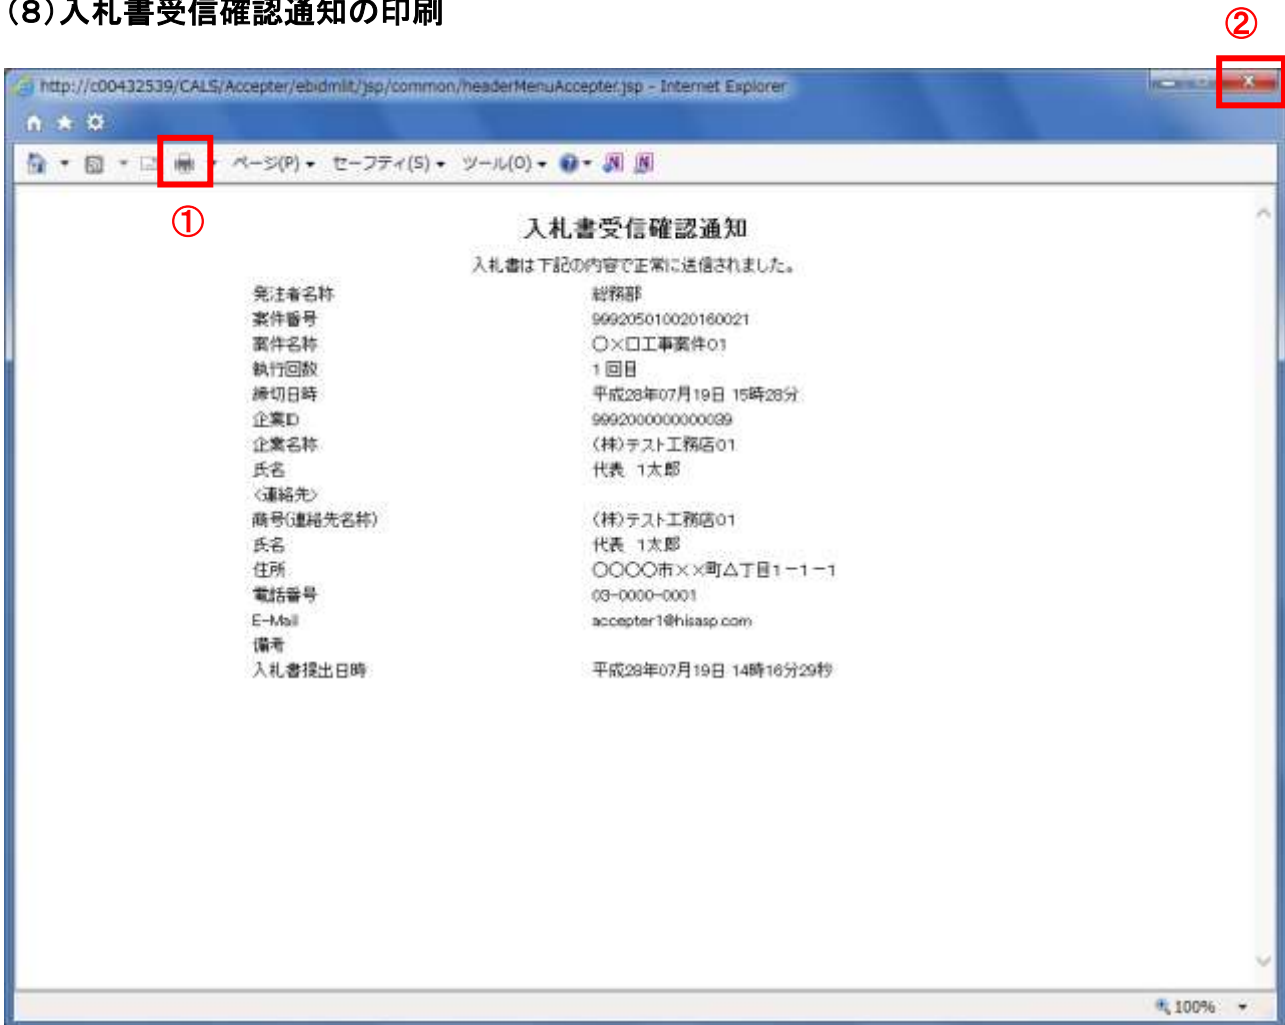 (8)入札書受信確認通知の印刷
②
http://c00432539/CALS/Accepter/ebidmlit/jsp/common/headerMenuAccepter.jsp - Internet Explorer
ページ(P) セーフティ(S) ツール(O)
①
入札書受信確認通知
入札書は下記の内容で正常に送信されました。
発注者名称 総務部
案件番号 999205010020160021
案件名称 ○×口工事案件01
執行回数 1回目
締切日時 平成28年07月19日 15時28分
企業ID 9992000000000039
企業名称 (株)テスト工務店01
氏名 代表 1太郎
<連絡先>
商号(連絡先名称) (株)テスト工務店01
氏名 代表 1太郎
住所 ○○○○市××町△丁目1-1-1
電話番号 03-0000-0001
E-Mail accepter1@hisasp.com
備考
入札書提出日時 平成28年07月19日 14時16分29秒
100%